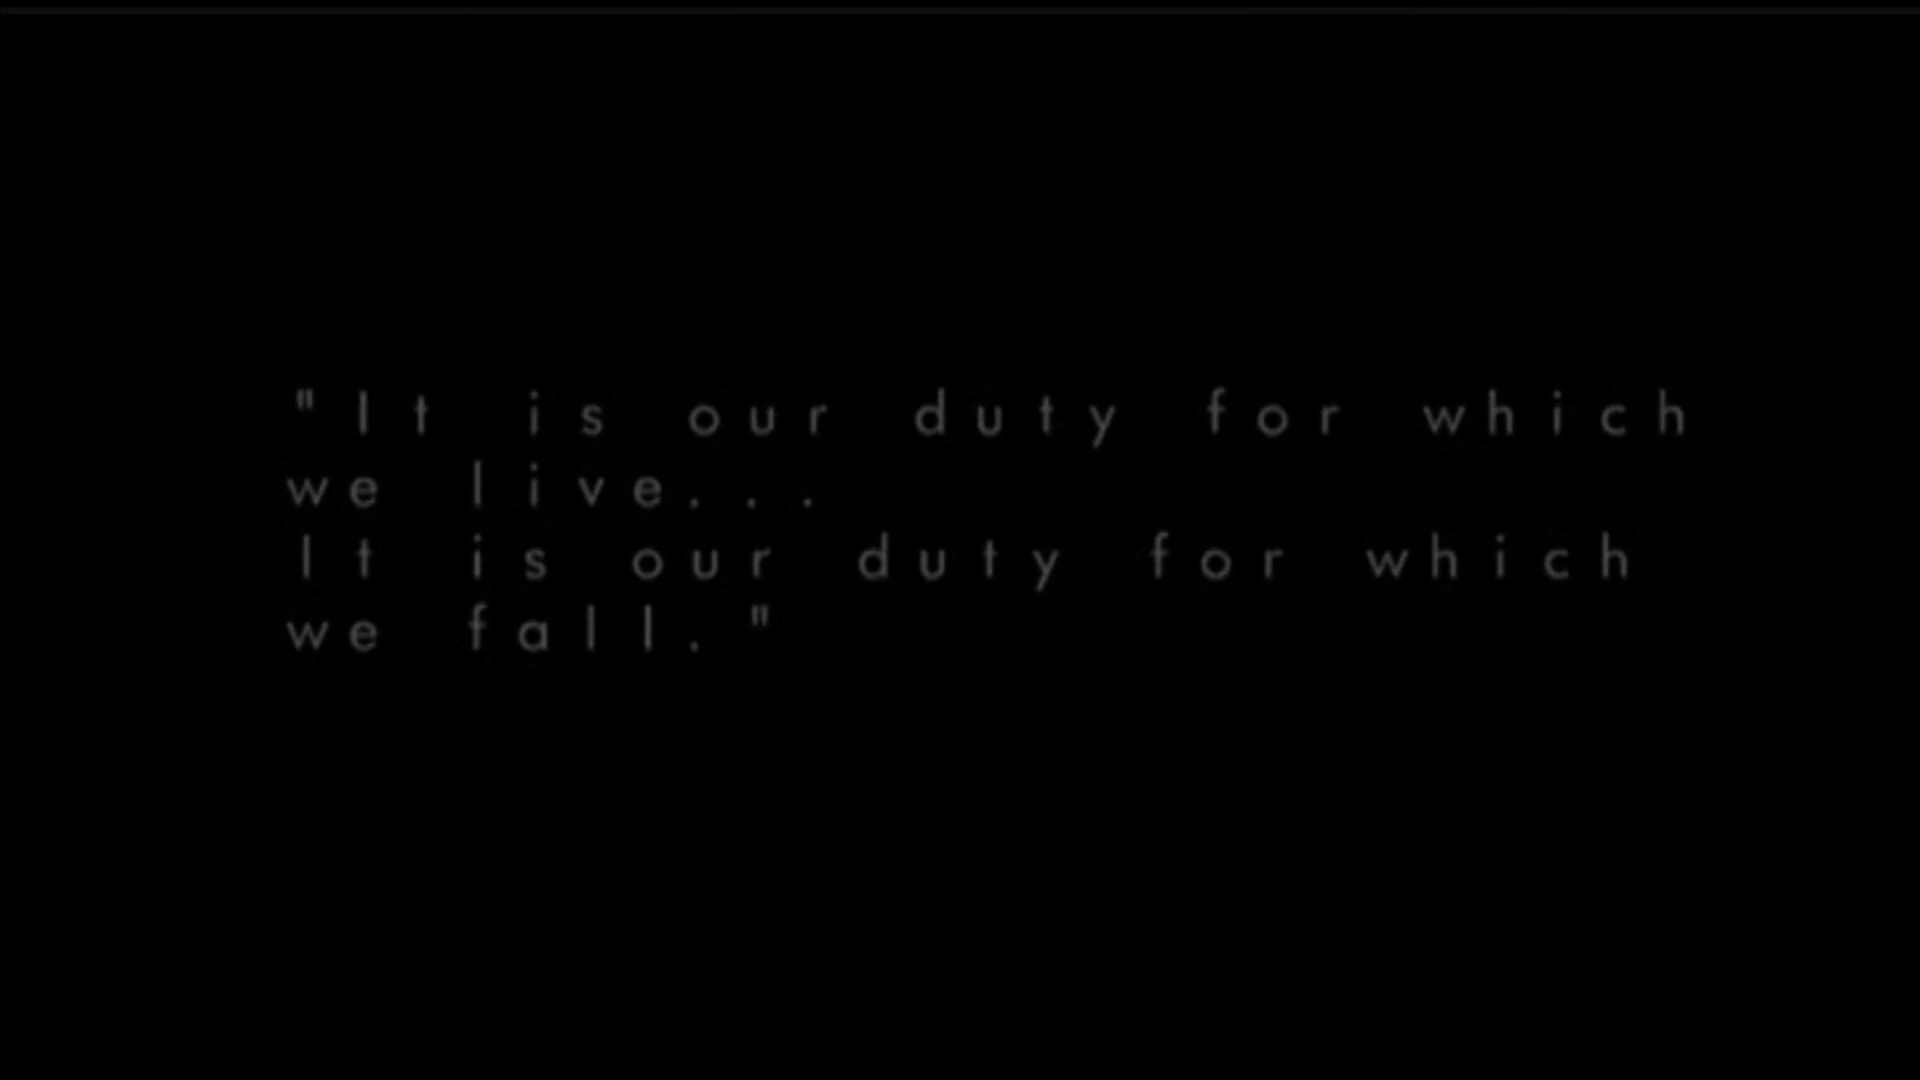 "It is our duty for which
we live...
It is our duty for which
we fall."